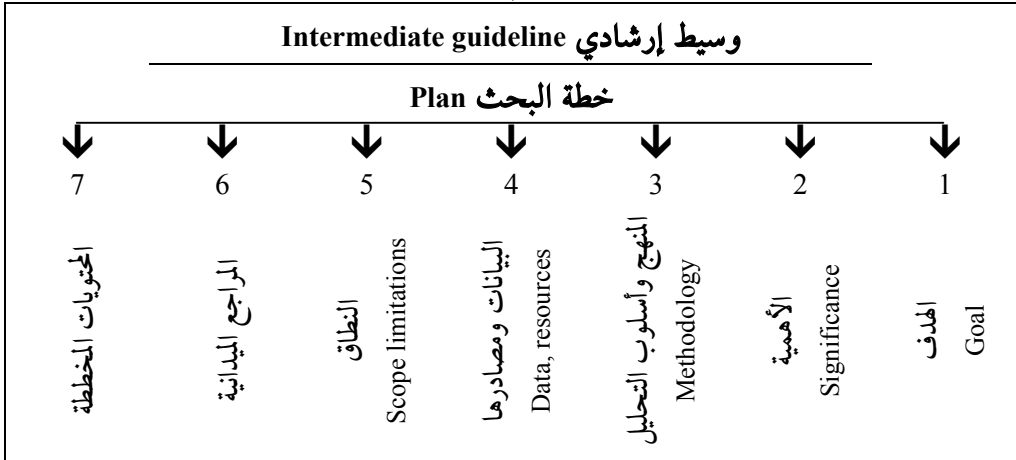 وسيط إرشادي Intermediate guideline
خطة البحث Plan
1
2
3
4
5
6
7
الهدف
Goal
الأهمية
Significance
المنهج وأسلوب التحليل
Methodology
البيانات ومصادرها
Data, resources
النطاق
Scope limitations
المراجع الميدانية
المحتويات المخططة